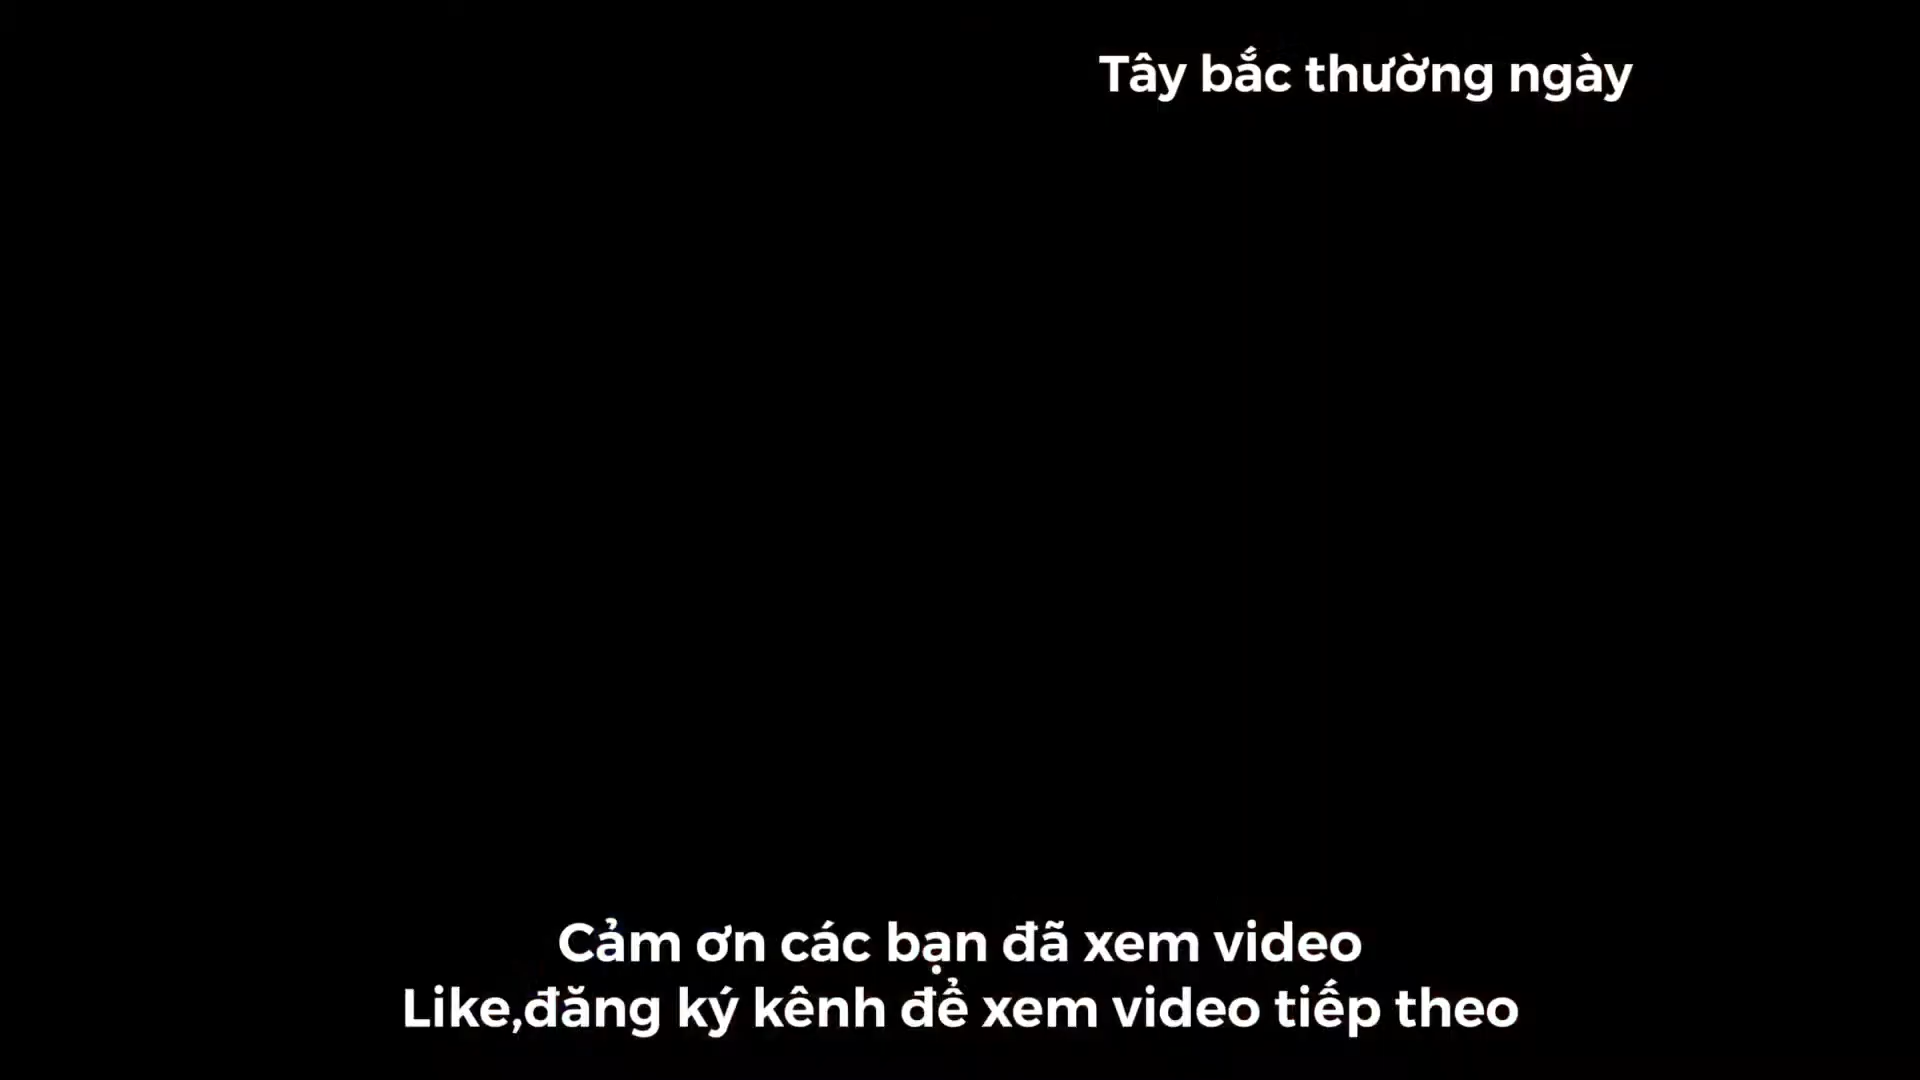 Tây bắc thường ngày
Cảm ơn các bạn đã xem video
Like,đăng ký kênh để xem video tiếp theo